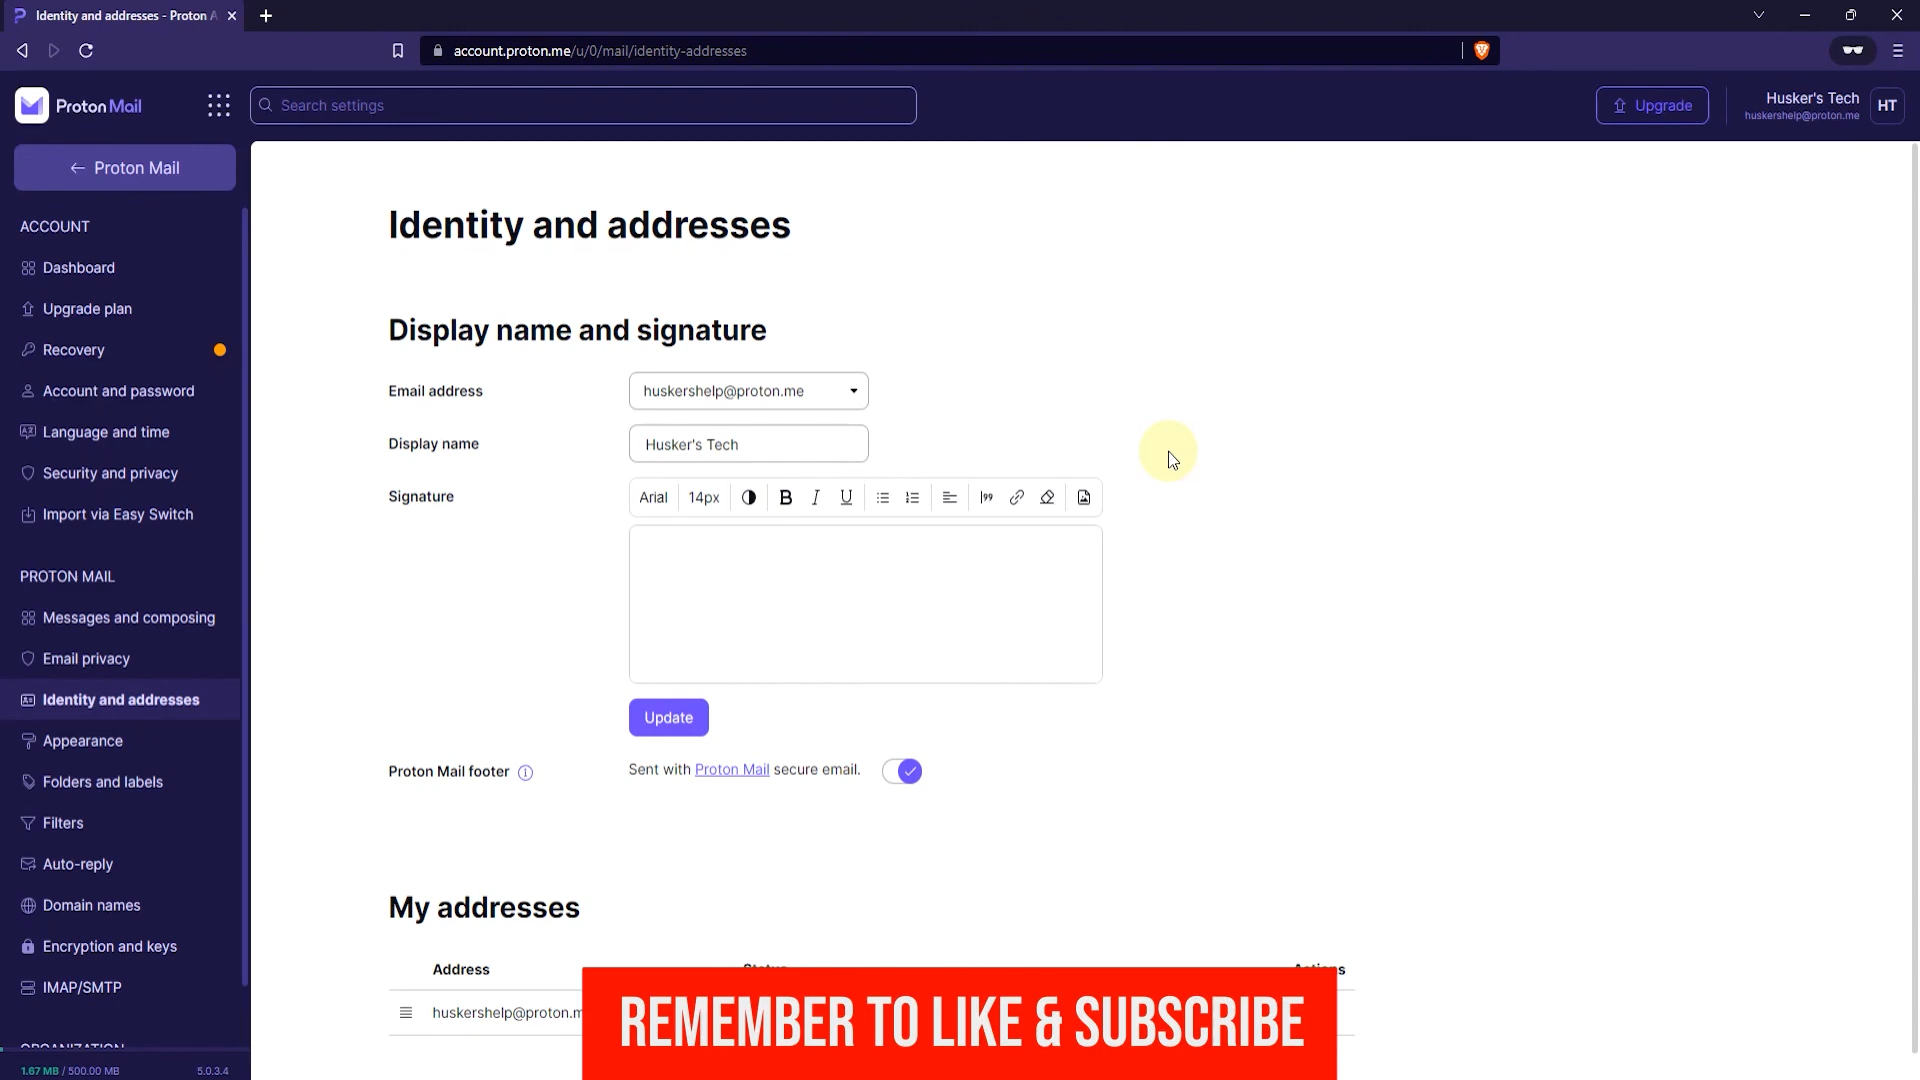 Identity and addresses - Proton A
account.proton.me/u/0/mail/identity-addresses
Proton Mail
Search settings
Upgrade
Husker's Tech
huskershelp@proton.me
HT
← Proton Mail
ACCOUNT
Dashboard
Upgrade plan
Recovery
Account and password
Language and time
Security and privacy
Import via Easy Switch
PROTON MAIL
Messages and composing
Email privacy
Identity and addresses
Appearance
Folders and labels
Filters
Auto-reply
Domain names
Encryption and keys
IMAP/SMTP
ORGANIZATION
1.67 MB / 500.00 MB
5.0.3.4
Identity and addresses
Display name and signature
Email address
huskershelp@proton.me
Display name
Husker's Tech
Signature
Arial 14px B I U
Update
Proton Mail footer
Sent with Proton Mail secure email.
My addresses
Address Status Actions
huskershelp@proton.m
REMEMBER TO LIKE & SUBSCRIBE